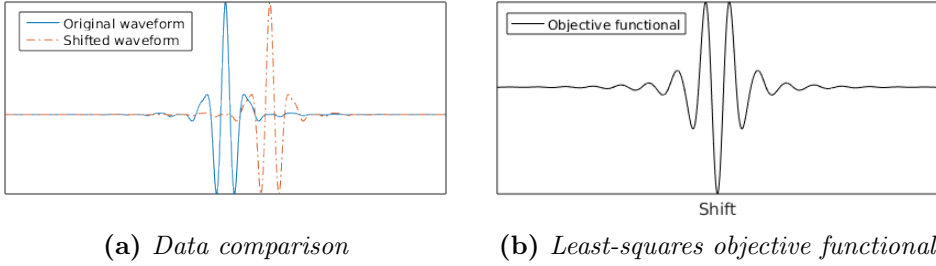 Original waveform
Shifted waveform
Objective functional
Shift
(a) Data comparison
(b) Least-squares objective functional